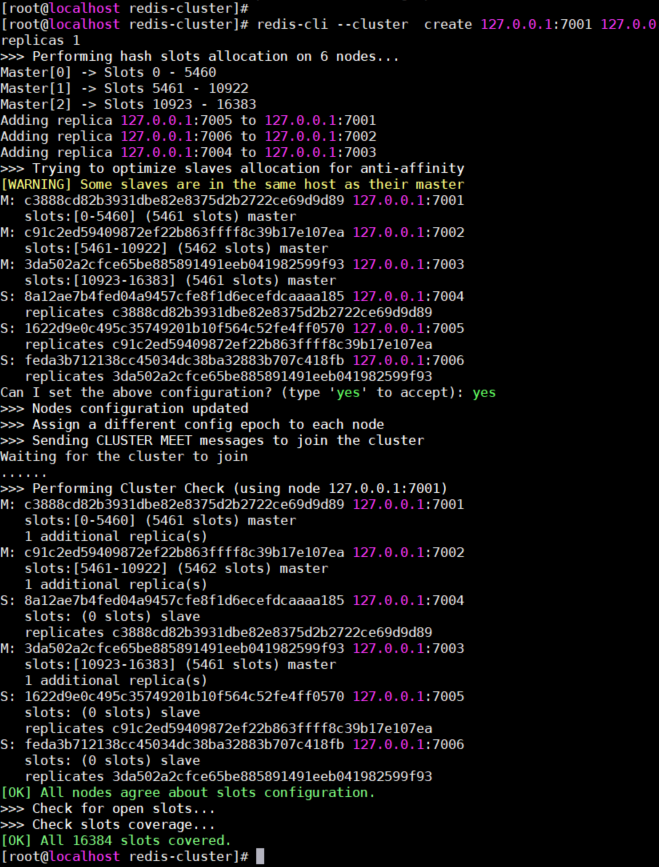 [root@localhost redis-cluster]#
[root@localhost redis-cluster]# redis-cli --cluster  create 127.0.0.1:7001 127.0.0
replicas 1
>>> Performing hash slots allocation on 6 nodes...
Master[0] -> Slots 0 - 5460
Master[1] -> Slots 5461 - 10922
Master[2] -> Slots 10923 - 16383
Adding replica 127.0.0.1:7005 to 127.0.0.1:7001
Adding replica 127.0.0.1:7006 to 127.0.0.1:7002
Adding replica 127.0.0.1:7004 to 127.0.0.1:7003
>>> Trying to optimize slaves allocation for anti-affinity
[WARNING] Some slaves are in the same host as their master
M: c3888cd82b3931dbe82e8375d2b2722ce69d9d89 127.0.0.1:7001
   slots:[0-5460] (5461 slots) master
M: c91c2ed59409872ef22b863ffff8c39b17e107ea 127.0.0.1:7002
   slots:[5461-10922] (5462 slots) master
M: 3da502a2cfce65be885891491eeb041982599f93 127.0.0.1:7003
   slots:[10923-16383] (5461 slots) master
S: 8a12ae7b4fed04a9457cfe8f1d6ecefdcaaaa185 127.0.0.1:7004
   replicates c3888cd82b3931dbe82e8375d2b2722ce69d9d89
S: 1622d9e0c495c35749201b10f564c52fe4ff0570 127.0.0.1:7005
   replicates c91c2ed59409872ef22b863ffff8c39b17e107ea
S: feda3b712138cc45034dc38ba32883b707c418fb 127.0.0.1:7006
   replicates 3da502a2cfce65be885891491eeb041982599f93
Can I set the above configuration? (type 'yes' to accept): yes
>>> Nodes configuration updated
>>> Assign a different config epoch to each node
>>> Sending CLUSTER MEET messages to join the cluster
Waiting for the cluster to join
......
>>> Performing Cluster Check (using node 127.0.0.1:7001)
M: c3888cd82b3931dbe82e8375d2b2722ce69d9d89 127.0.0.1:7001
   slots:[0-5460] (5461 slots) master
   1 additional replica(s)
M: c91c2ed59409872ef22b863ffff8c39b17e107ea 127.0.0.1:7002
   slots:[5461-10922] (5462 slots) master
   1 additional replica(s)
S: 8a12ae7b4fed04a9457cfe8f1d6ecefdcaaaa185 127.0.0.1:7004
   slots: (0 slots) slave
   replicates c3888cd82b3931dbe82e8375d2b2722ce69d9d89
M: 3da502a2cfce65be885891491eeb041982599f93 127.0.0.1:7003
   slots:[10923-16383] (5461 slots) master
   1 additional replica(s)
S: 1622d9e0c495c35749201b10f564c52fe4ff0570 127.0.0.1:7005
   slots: (0 slots) slave
   replicates c91c2ed59409872ef22b863ffff8c39b17e107ea
S: feda3b712138cc45034dc38ba32883b707c418fb 127.0.0.1:7006
   slots: (0 slots) slave
   replicates 3da502a2cfce65be885891491eeb041982599f93
[OK] All nodes agree about slots configuration.
>>> Check for open slots...
>>> Check slots coverage...
[OK] All 16384 slots covered.
[root@localhost redis-cluster]#